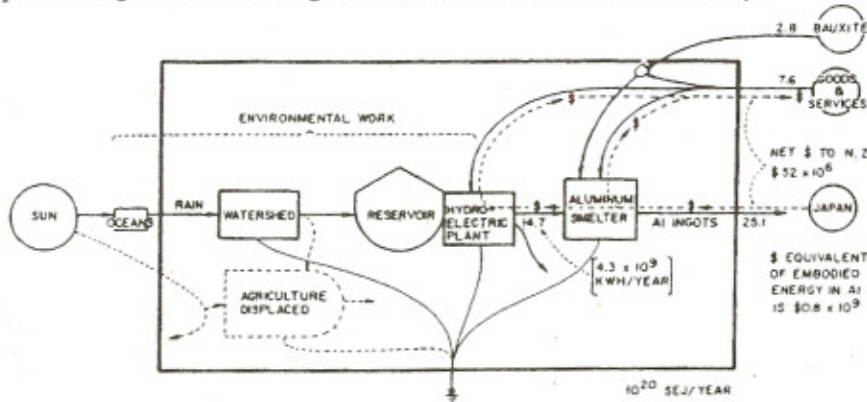 2.8
BAUXITE
7.6
GOODS
&
SERVICES
$
$
$
ENVIRONMENTAL WORK
NET $ TO N.Z
$52 x 10⁶
SUN
OCEANS
RAIN
WATERSHED
RESERVOIR
HYDRO-
ELECTRIC
PLANT
$
14.7
ALUMINUM
SMELTER
$
Al INGOTS
25.1
JAPAN
[4.3 x 10⁹
KWH/YEAR]
$ EQUIVALENT
OF EMBODIED
ENERGY IN Al
IS $0.8 x 10⁹
AGRICULTURE
DISPLACED
10²⁰ SEJ/YEAR